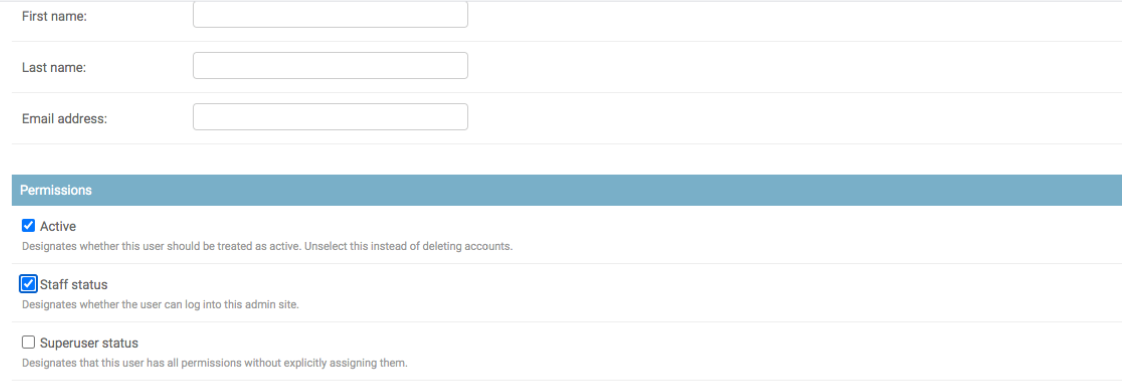 First name:
Last name:
Email address:
Permissions
Active
Designates whether this user should be treated as active. Unselect this instead of deleting accounts.
Staff status
Designates whether the user can log into this admin site.
Superuser status
Designates that this user has all permissions without explicitly assigning them.